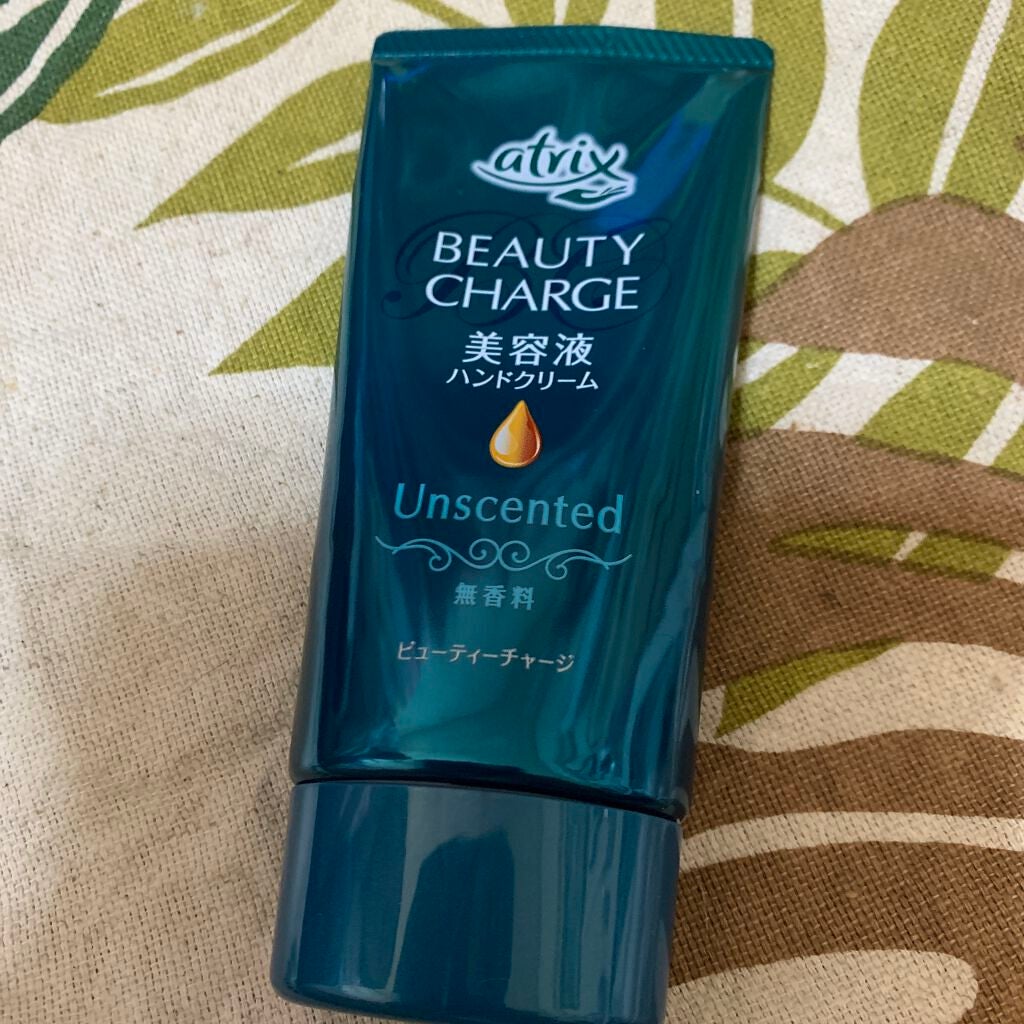 atrix
BEAUTY
CHARGE
美容液
ハンドクリーム
Unscented
無香料
ビューティーチャージ